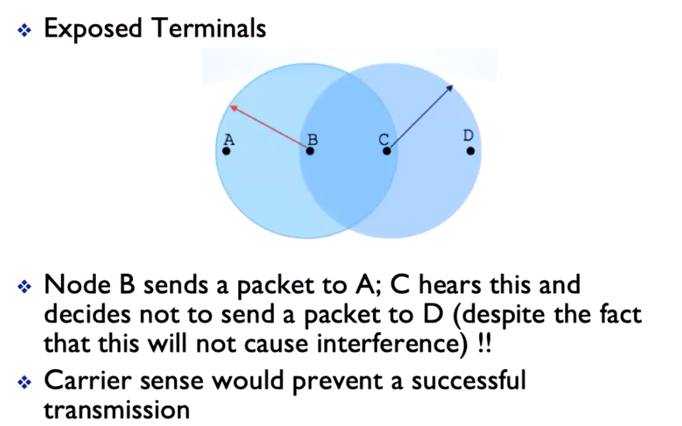 Exposed Terminals
A B C D
Node B sends a packet to A; C hears this and
decides not to send a packet to D (despite the fact
that this will not cause interference) !!
Carrier sense would prevent a successful
transmission